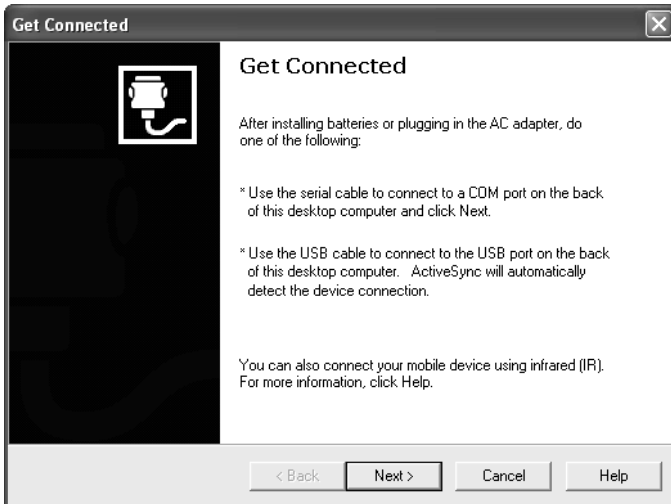 Get Connected
Get Connected
After installing batteries or plugging in the AC adapter, do
one of the following:
* Use the serial cable to connect to a COM port on the back
of this desktop computer and click Next.
* Use the USB cable to connect to the USB port on the back
of this desktop computer. ActiveSync will automatically
detect the device connection.
You can also connect your mobile device using infrared (IR).
For more information, click Help.
< Back Next > Cancel Help